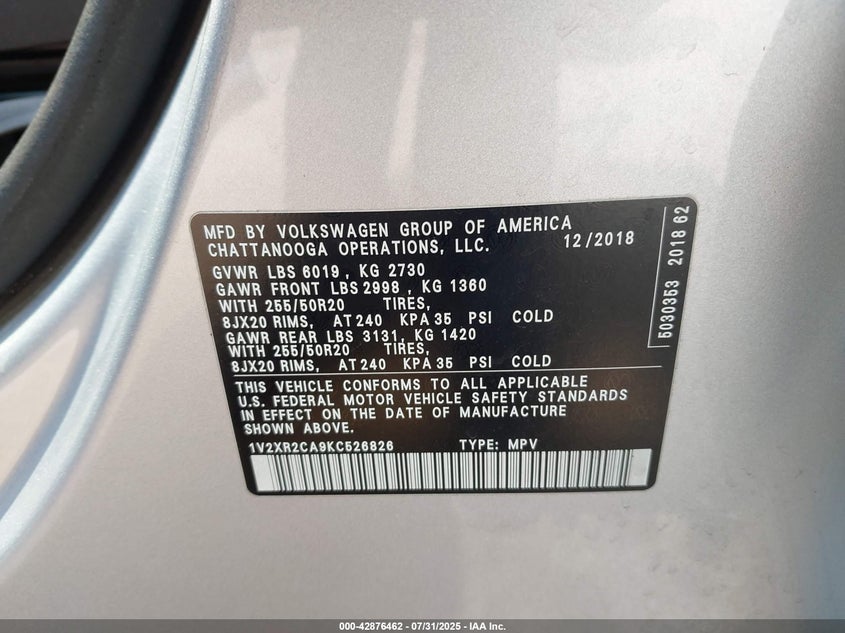 MFD BY VOLKSWAGEN GROUP OF AMERICA
CHATTANOOGA OPERATIONS, LLC. 12/2018
GVWR LBS 6019 , KG 2730
GAWR FRONT LBS 2998 , KG 1360
WITH 255/50R20 TIRES,
8JX20 RIMS, AT 240 KPA 35 PSI COLD
GAWR REAR LBS 3131, KG 1420
WITH 255/50R20 TIRES,
8JX20 RIMS, AT 240 KPA 35 PSI COLD
THIS VEHICLE CONFORMS TO ALL APPLICABLE
U.S. FEDERAL MOTOR VEHICLE SAFETY STANDARDS
IN EFFECT ON THE DATE OF MANUFACTURE
SHOWN ABOVE.
1V2XR2CA9KC526826 TYPE: MPV
5030353 2018 62
000-42876462 - 07/31/2025 - IAA Inc.